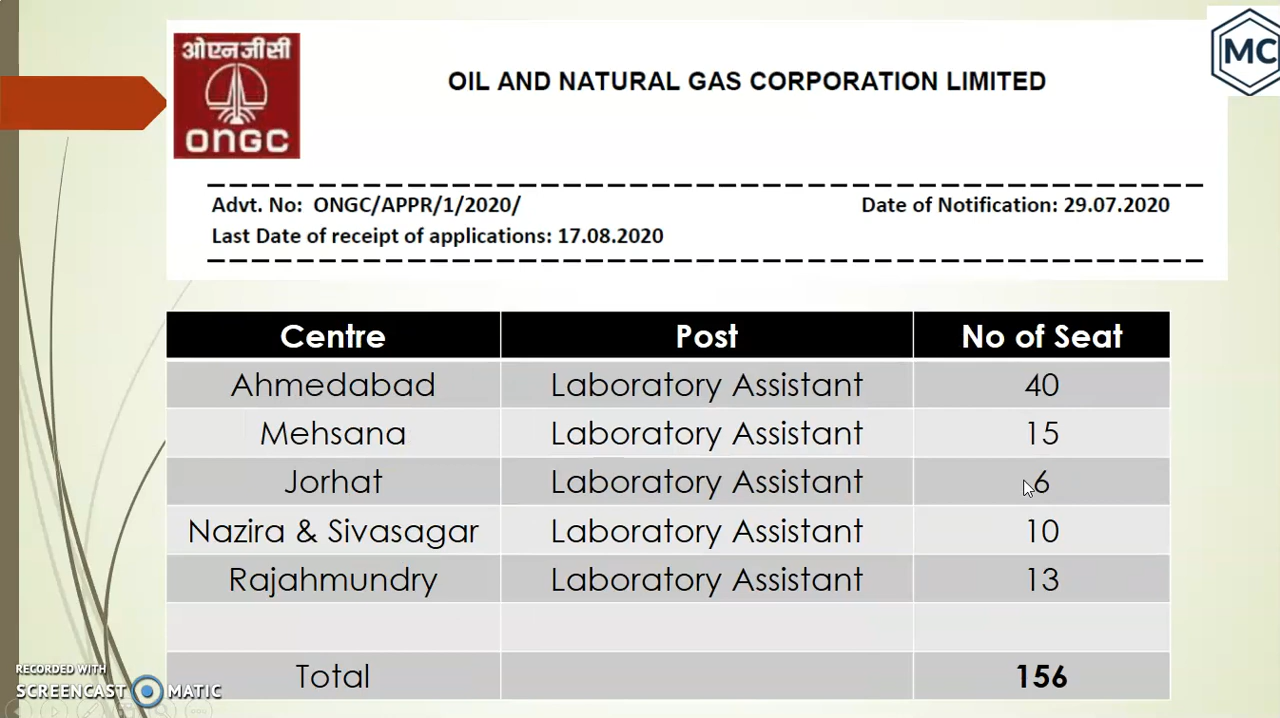 ओएनजीसी
ONGC
OIL AND NATURAL GAS CORPORATION LIMITED
MC
Advt. No: ONGC/APPR/1/2020/ Date of Notification: 29.07.2020
Last Date of receipt of applications: 17.08.2020
Centre Post No of Seat
Ahmedabad Laboratory Assistant 40
Mehsana Laboratory Assistant 15
Jorhat Laboratory Assistant 6
Nazira & Sivasagar Laboratory Assistant 10
Rajahmundry Laboratory Assistant 13
Total 156
RECORDED WITH
SCREENCAST MATIC